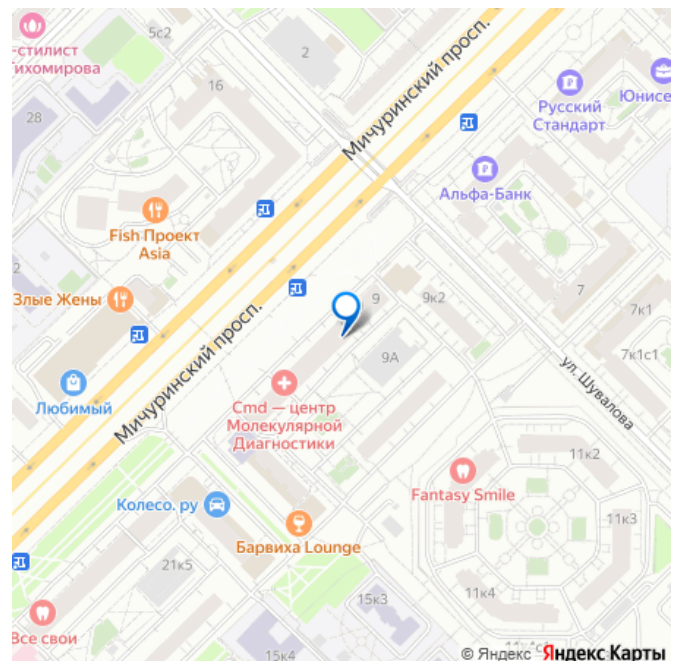 -стилист
ихомирова
5с2
2
Мичуринский просп.
16
28
Русский
Стандарт
Юнисе
Альфа-Банк
Fish Проект
Asia
Злые Жены
Мичуринский просп.
9
9к2
7
7к1
9А
7к1с1
ул. Шувалова
Любимый
Cmd — центр
Молекулярной
Диагностики
11к2
Fantasy Smile
Колесо. ру
11к3
Барвиха Lounge
21к5
11к4
15к3
Все свои
15к4
© Яндекс Яндекс Карты